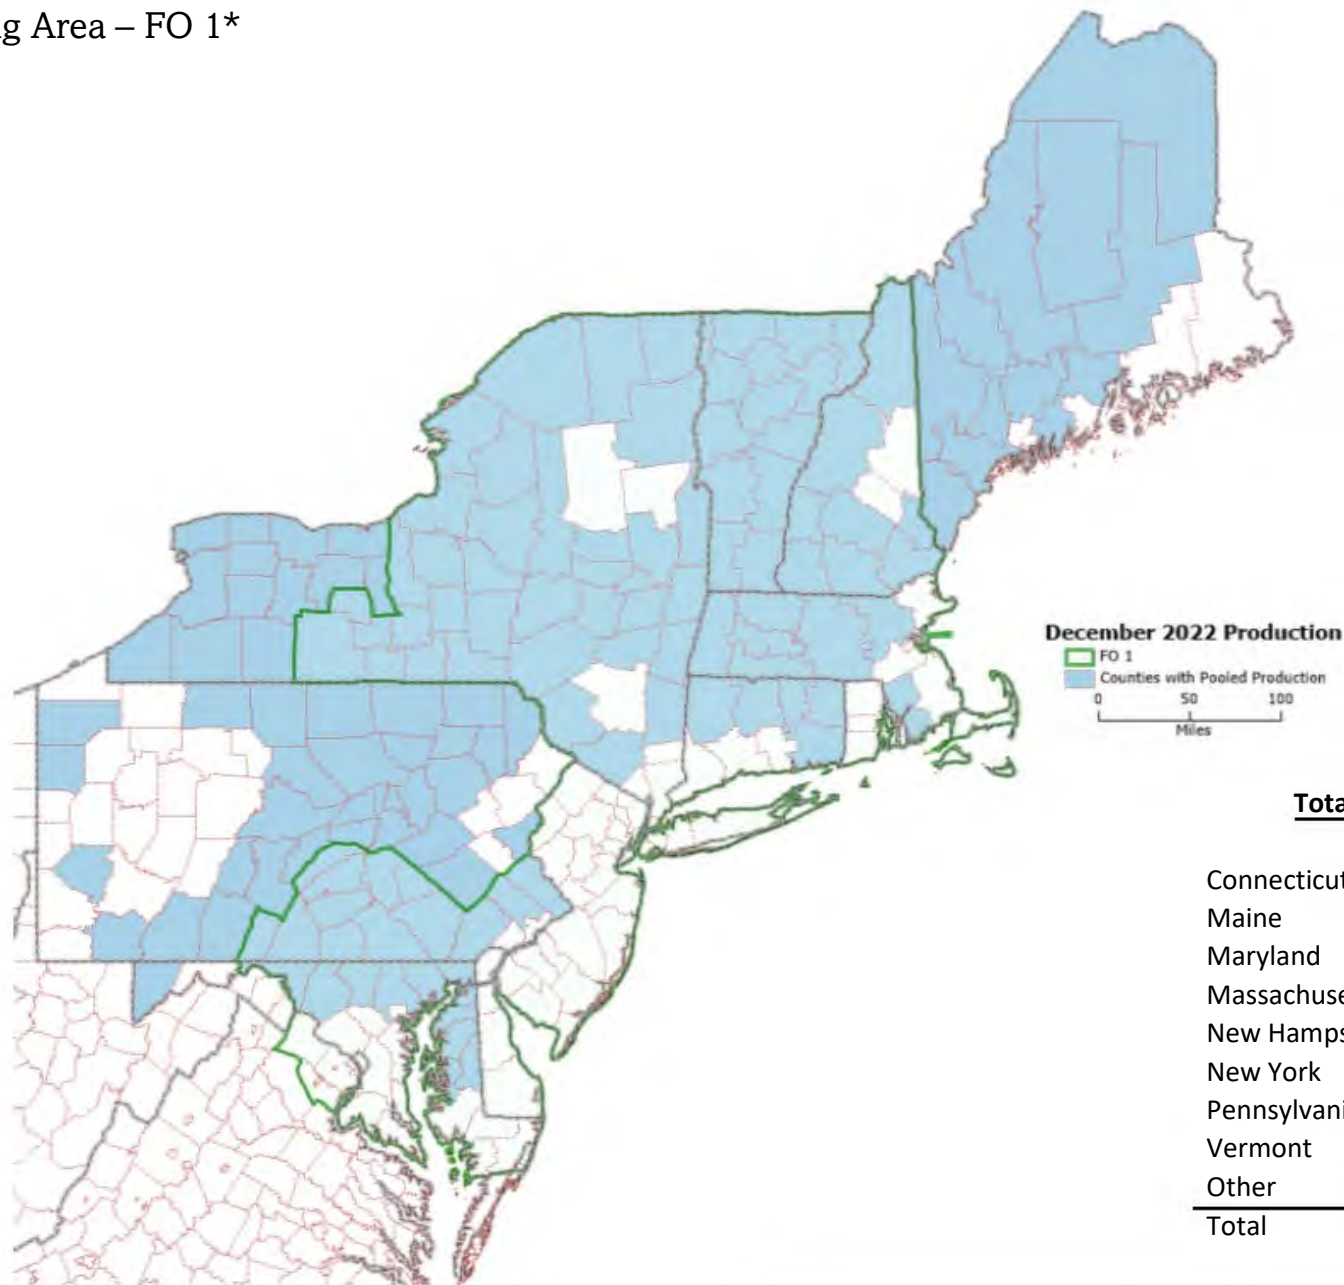 g Area – FO 1*
December 2022 Production
FO 1
Counties with Pooled Production
0 50 100
Miles
Tota
Connecticut
Maine
Maryland
Massachuse
New Hamps
New York
Pennsylvani
Vermont
Other
Total